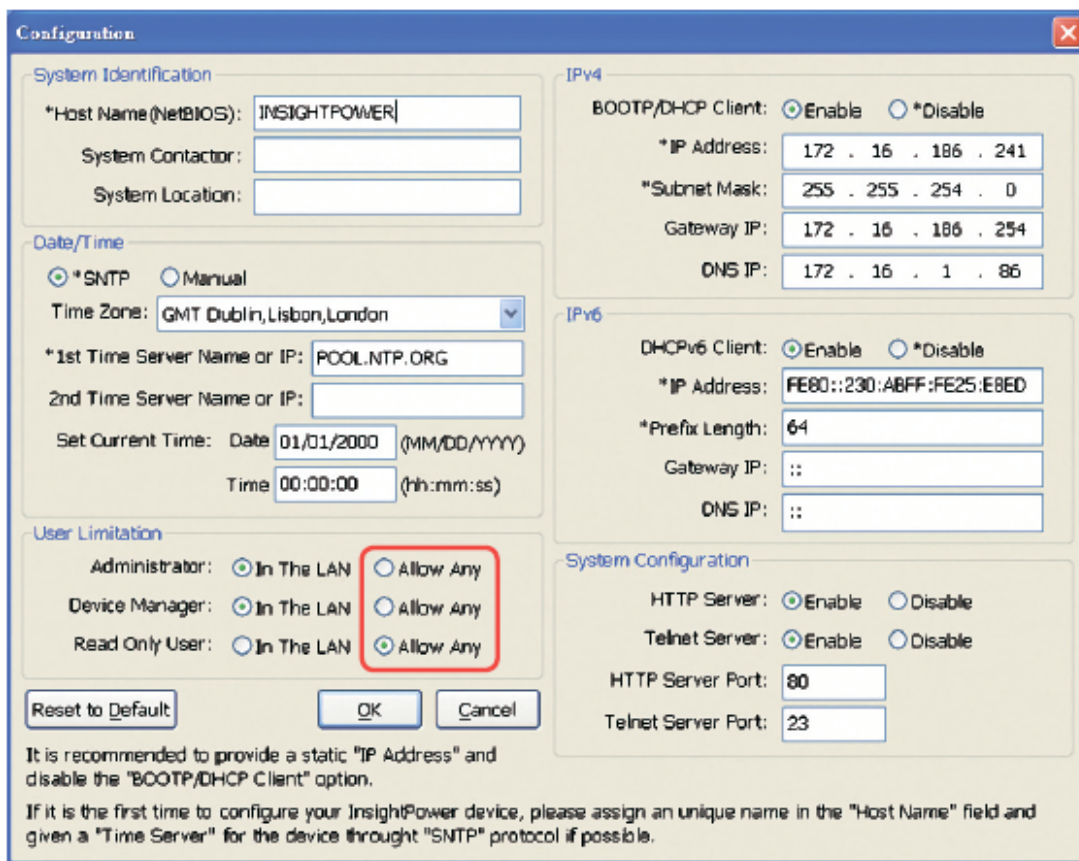 Configuration
System Identification
*Host Name(NetBIOS): INSIGHTPOWER
System Contactor:
System Location:
Date/Time
*SNTP Manual
Time Zone: GMT Dublin,Lisbon,London
*1st Time Server Name or IP: POOL.NTP.ORG
2nd Time Server Name or IP:
Set Current Time: Date 01/01/2000 (MM/DD/YYYY)
Time 00:00:00 (hh:mm:ss)
User Limitation
Administrator: In The LAN Allow Any
Device Manager: In The LAN Allow Any
Read Only User: In The LAN Allow Any
Reset to Default OK Cancel
It is recommended to provide a static "IP Address" and
disable the "BOOTP/DHCP Client" option.
If it is the first time to configure your InsightPower device, please assign an unique name in the "Host Name" field and
given a "Time Server" for the device throught "SNTP" protocol if possible.
IPv4
BOOTP/DHCP Client: Enable *Disable
*IP Address: 172 . 16 . 186 . 241
*Subnet Mask: 255 . 255 . 254 . 0
Gateway IP: 172 . 16 . 186 . 254
DNS IP: 172 . 16 . 1 . 86
IPv6
DHCPv6 Client: Enable *Disable
*IP Address: FE80::230:ABFF:FE25:E8ED
*Prefix Length: 64
Gateway IP: ::
DNS IP: ::
System Configuration
HTTP Server: Enable Disable
Telnet Server: Enable Disable
HTTP Server Port: 80
Telnet Server Port: 23